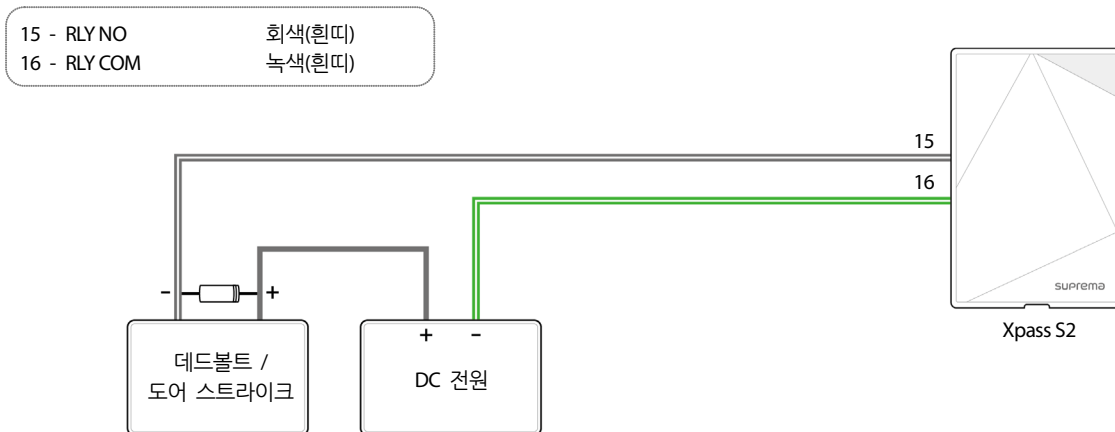 15 - RLY NO 회색(흰띠)
16 - RLY COM 녹색(흰띠)
15
16
suprema
Xpass S2
- +
+ -
데드볼트 /
도어 스트라이크
DC 전원